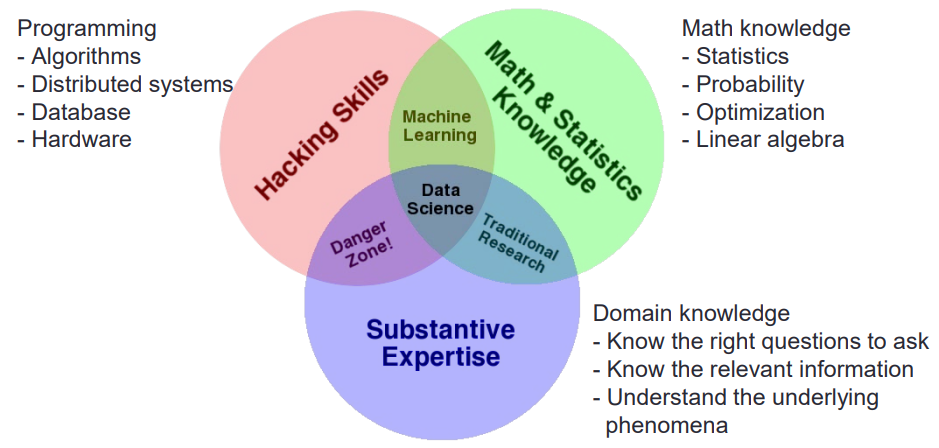 Programming
- Algorithms
- Distributed systems
- Database
- Hardware
Hacking Skills
Math & Statistics
Knowledge
Math knowledge
- Statistics
- Probability
- Optimization
- Linear algebra
Machine
Learning
Data
Science
Danger
Zone!
Traditional
Research
Substantive
Expertise
Domain knowledge
- Know the right questions to ask
- Know the relevant information
- Understand the underlying
phenomena